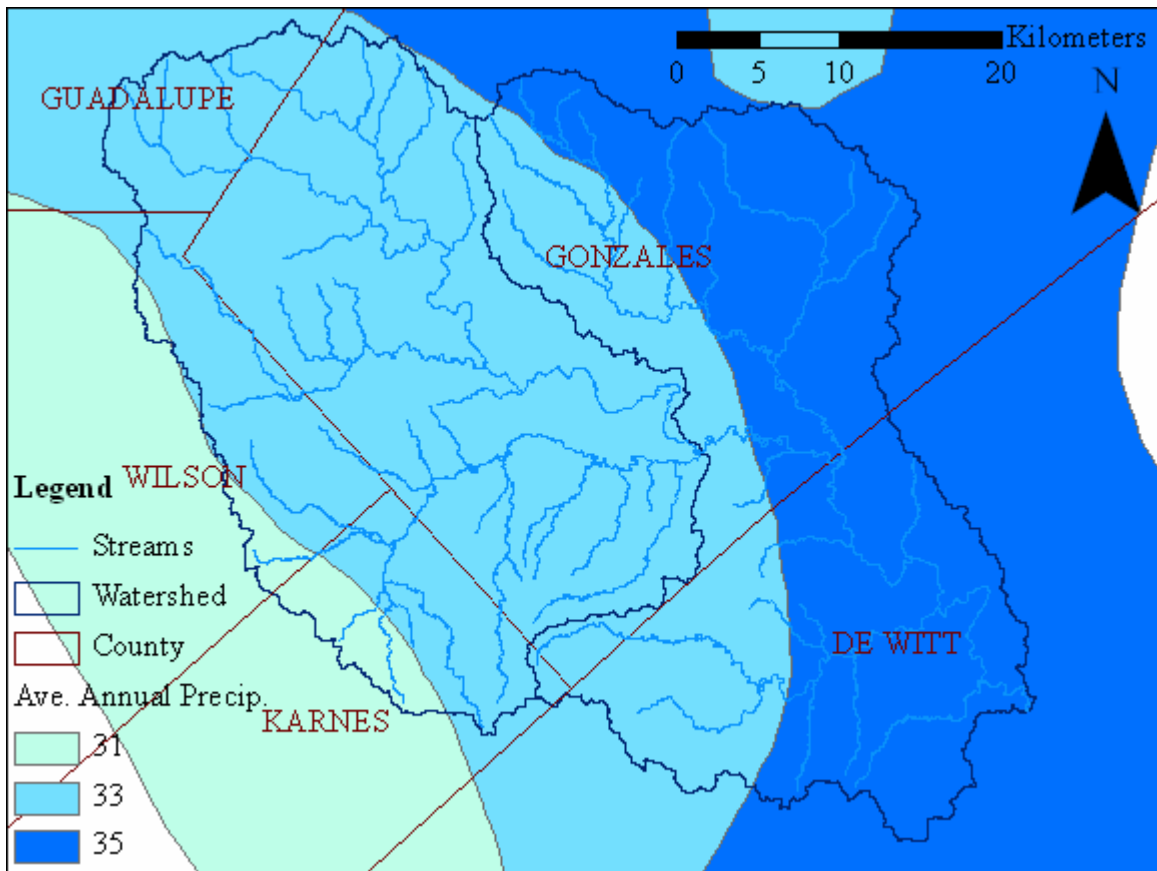 Kilometers
0 5 10 20
N
GUADALUPE
GONZALES
WILSON
DE WITT
KARNES
Legend
Streams
Watershed
County
Ave. Annual Precip.
31
33
35